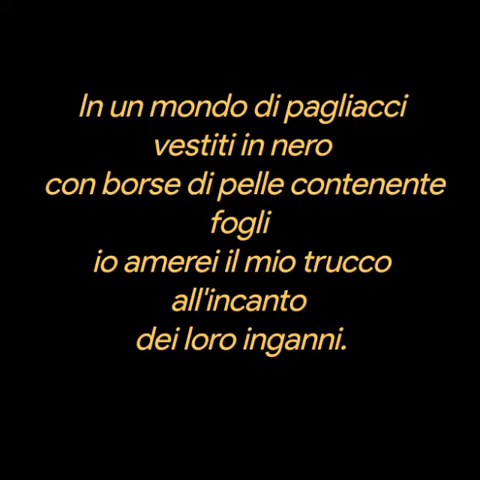 In un mondo di pagliacci
vestiti in nero
con borse di pelle contenente
fogli
io amerei il mio trucco
all'incanto
dei loro inganni.